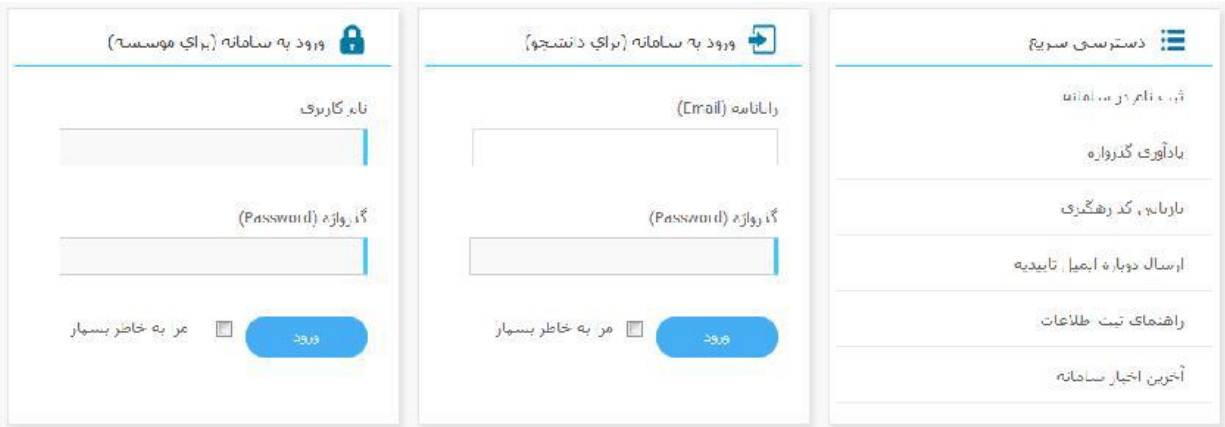 دسترسی سریع
ثبت نام در سامانه
یادآوری گذرواژه
بازیابی کد رهگیری
ارسال دوباره ایمیل تاییدیه
راهنمای ثبت اطلاعات
آخرین اخبار سامانه
ورود به سامانه (برای دانشجو)
رایانامه (Email)
گذرواژه (Password)
ورود
مرا به خاطر بسپار
ورود به سامانه (برای موسسه)
نام کاربری
گذرواژه (Password)
ورود
مرا به خاطر بسپار